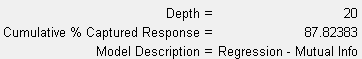 Depth = 20
Cumulative % Captured Response = 87.82383
Model Description = Regression - Mutual Info